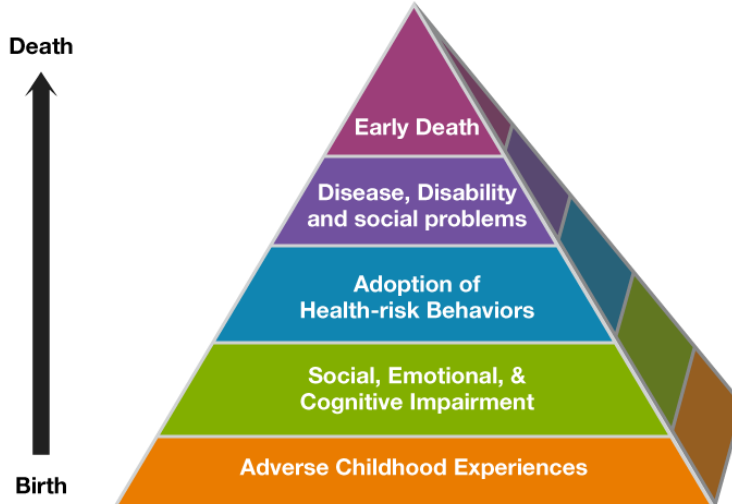 Death
Early Death
Disease, Disability
and social problems
Adoption of
Health-risk Behaviors
Social, Emotional, &
Cognitive Impairment
Adverse Childhood Experiences
Birth